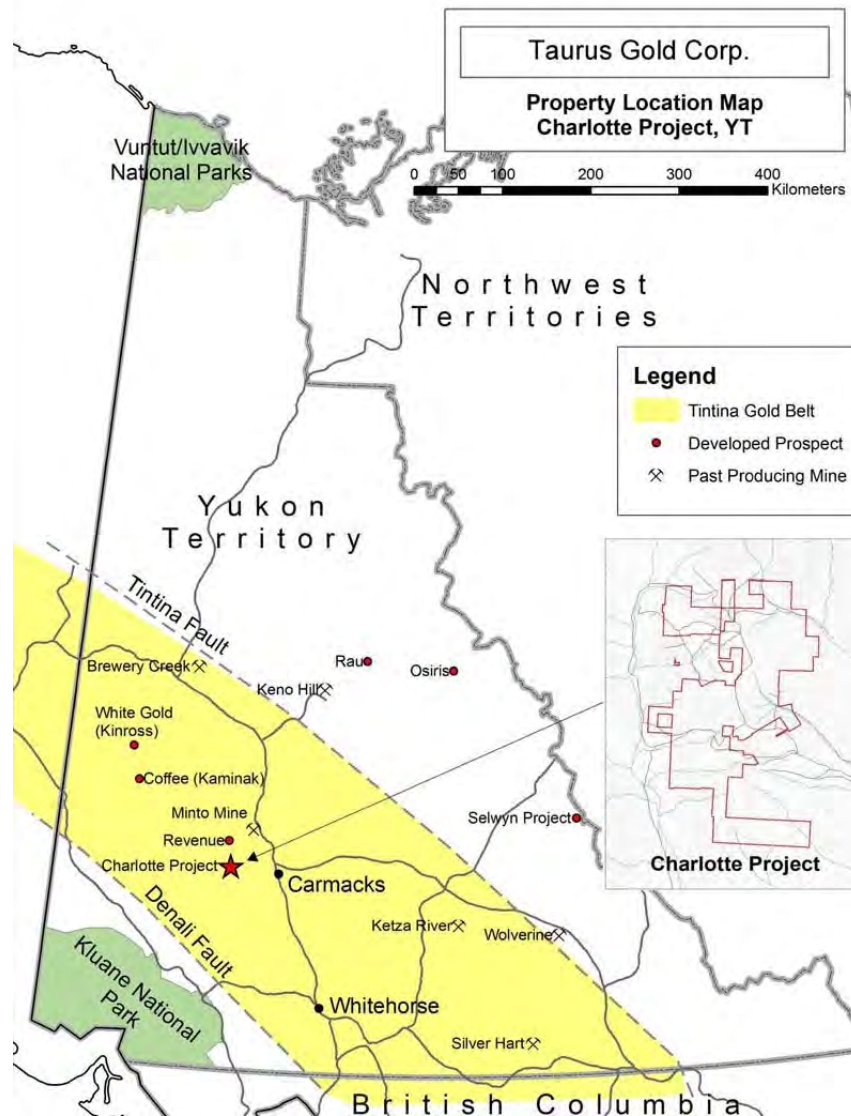 Taurus Gold Corp.
Property Location Map
Charlotte Project, YT
0 50 100 200 300 400
Kilometers
Vuntut/Ivvavik
National Parks
Northwest
Territories
Legend
Tintina Gold Belt
Developed Prospect
Past Producing Mine
Yukon
Territory
Tintina Fault
Brewery Creek
Rau
Osiris
Keno Hill
White Gold
(Kinross)
Coffee (Kaminak)
Minto Mine
Revenue
Selwyn Project
Charlotte Project
Charlotte Project
Carmacks
Denali Fault
Ketza River
Wolverine
Kluane National
Park
Whitehorse
Silver Hart
British Columbia